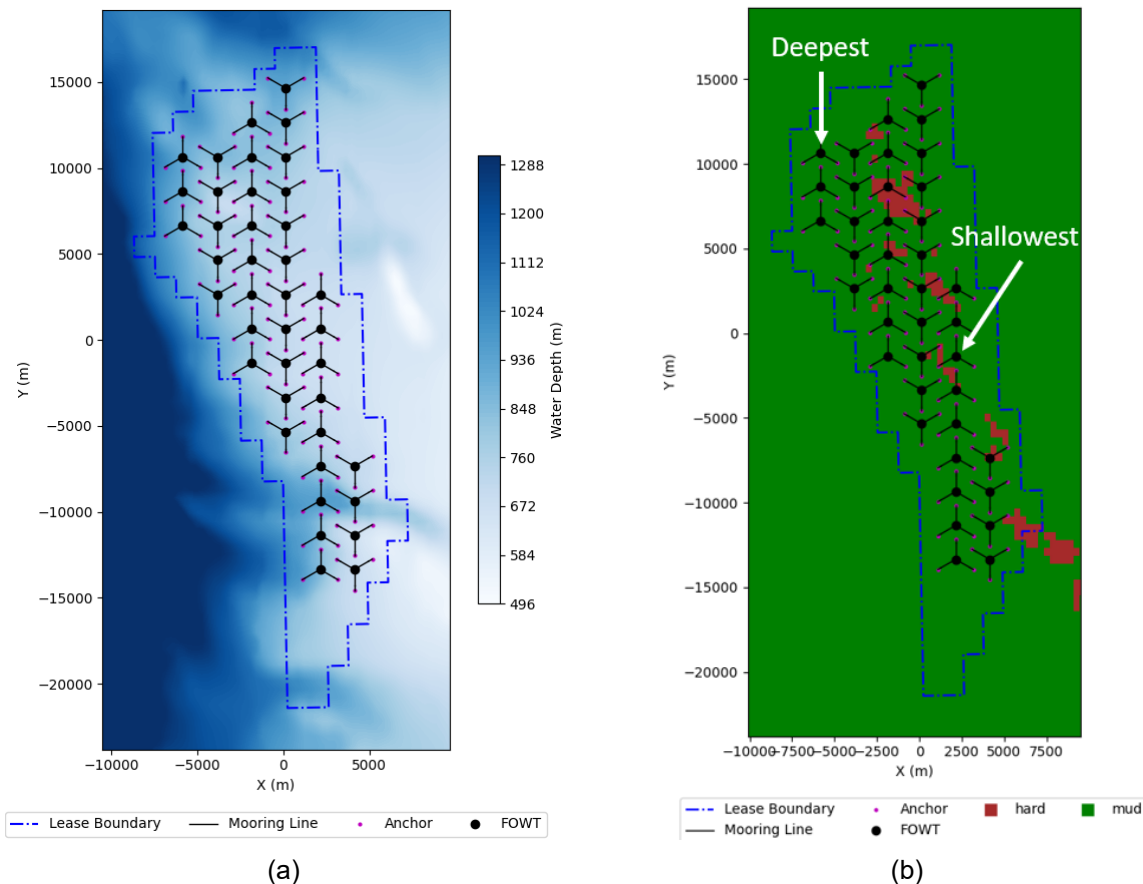 15000
10000
5000
0
−5000
−10000
−15000
−20000
Y (m)
−10000 −5000 0 5000
X (m)
1288
1200
1112
1024
936
848
760
672
584
496
Water Depth (m)
Lease Boundary Mooring Line Anchor FOWT
(a)
Deepest
Shallowest
15000
10000
5000
0
−5000
−10000
−15000
−20000
Y (m)
−10000 −7500 −5000 −2500 0 2500 5000 7500
X (m)
Lease Boundary Anchor hard mud
Mooring Line FOWT
(b)